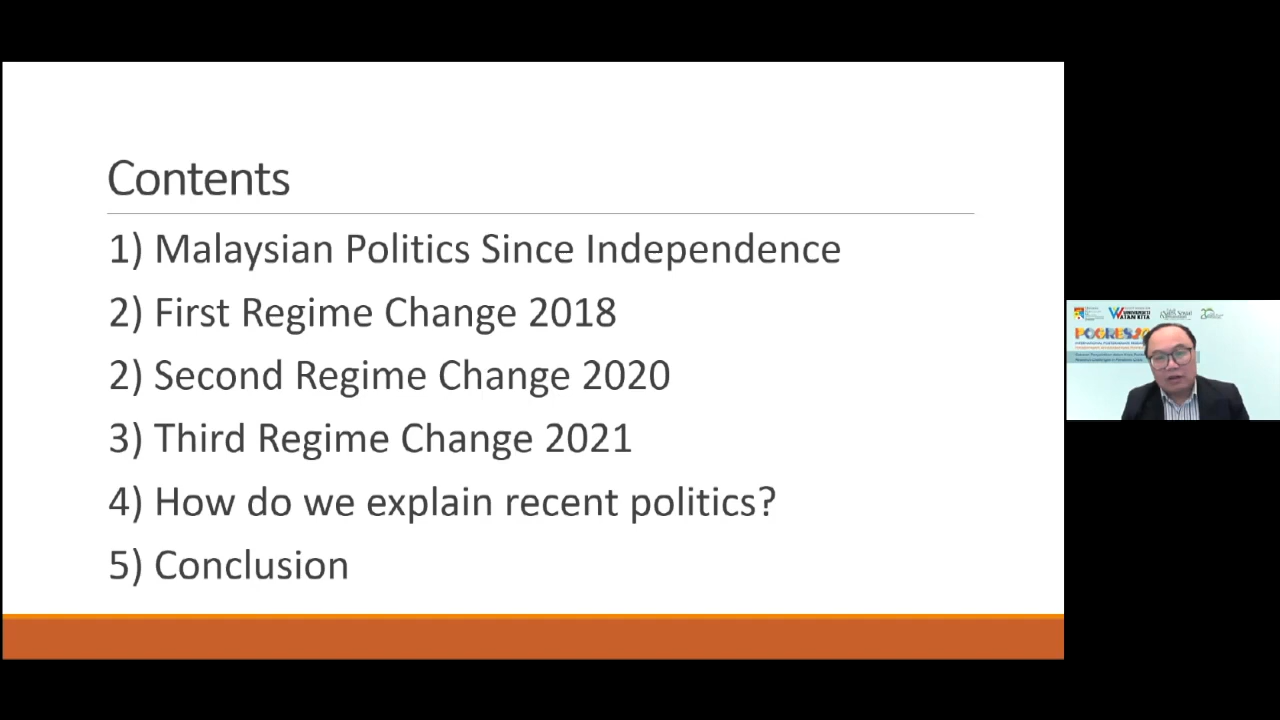 Contents
1) Malaysian Politics Since Independence
2) First Regime Change 2018
2) Second Regime Change 2020
3) Third Regime Change 2021
4) How do we explain recent politics?
5) Conclusion